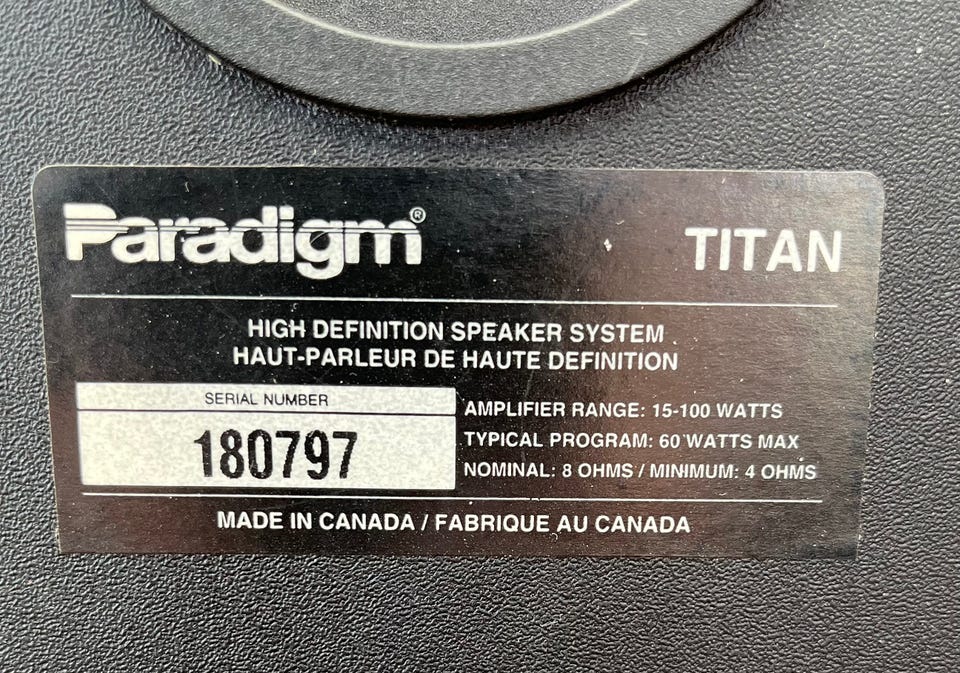 Paradigm® TITAN
HIGH DEFINITION SPEAKER SYSTEM
HAUT-PARLEUR DE HAUTE DEFINITION
SERIAL NUMBER
180797
AMPLIFIER RANGE: 15-100 WATTS
TYPICAL PROGRAM: 60 WATTS MAX
NOMINAL: 8 OHMS / MINIMUM: 4 OHMS
MADE IN CANADA / FABRIQUE AU CANADA